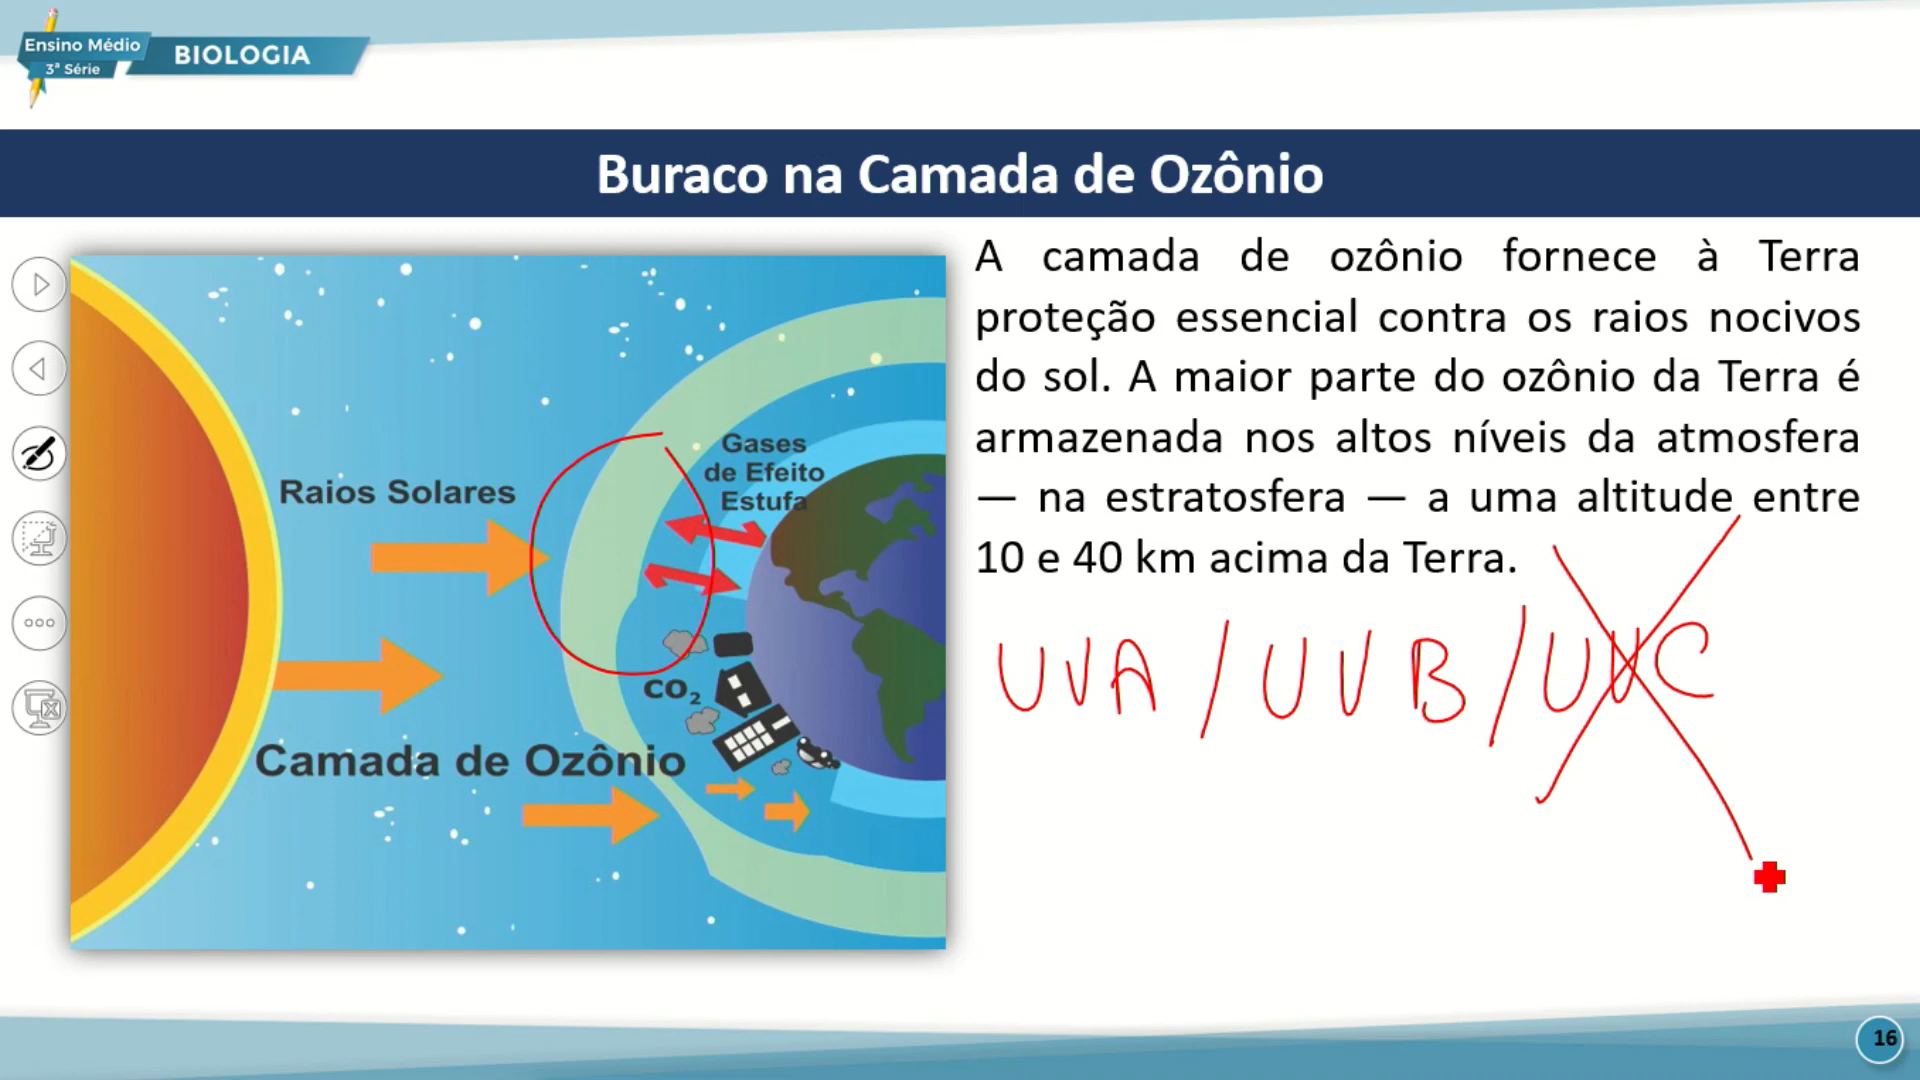 Ensino Médio
3ª Série
BIOLOGIA
Buraco na Camada de Ozônio
A camada de ozônio fornece à Terra
proteção essencial contra os raios nocivos
do sol. A maior parte do ozônio da Terra é
armazenada nos altos níveis da atmosfera
— na estratosfera — a uma altitude entre
10 e 40 km acima da Terra.
UVA / UVB / UVC
Gases
de Efeito
Estufa
Raios Solares
CO₂
Camada de Ozônio
16